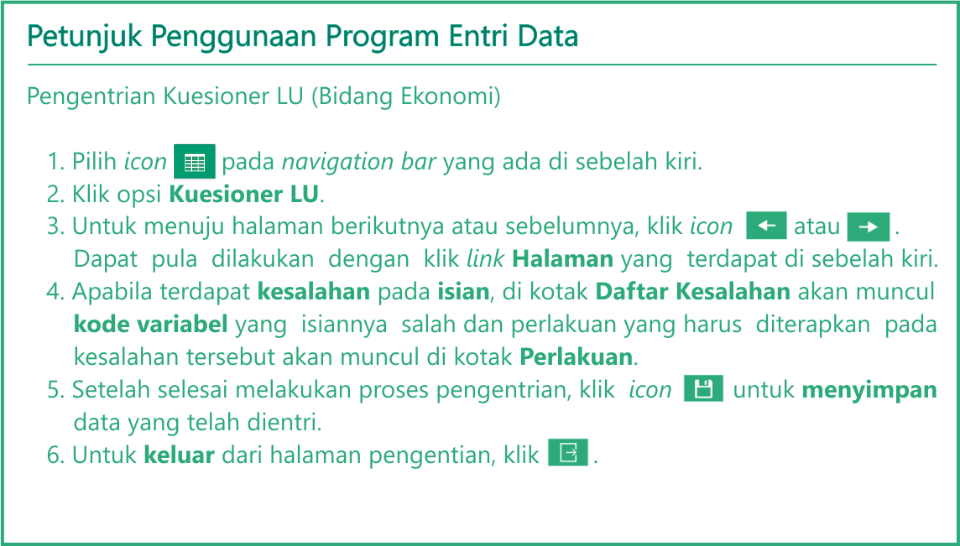 Petunjuk Penggunaan Program Entri Data
Pengentrian Kuesioner LU (Bidang Ekonomi)
1. Pilih icon pada navigation bar yang ada di sebelah kiri.
2. Klik opsi Kuesioner LU.
3. Untuk menuju halaman berikutnya atau sebelumnya, klik icon ← atau → .
Dapat pula dilakukan dengan klik link Halaman yang terdapat di sebelah kiri.
4. Apabila terdapat kesalahan pada isian, di kotak Daftar Kesalahan akan muncul
kode variabel yang isiannya salah dan perlakuan yang harus diterapkan pada
kesalahan tersebut akan muncul di kotak Perlakuan.
5. Setelah selesai melakukan proses pengentrian, klik icon untuk menyimpan
data yang telah dientri.
6. Untuk keluar dari halaman pengentian, klik .